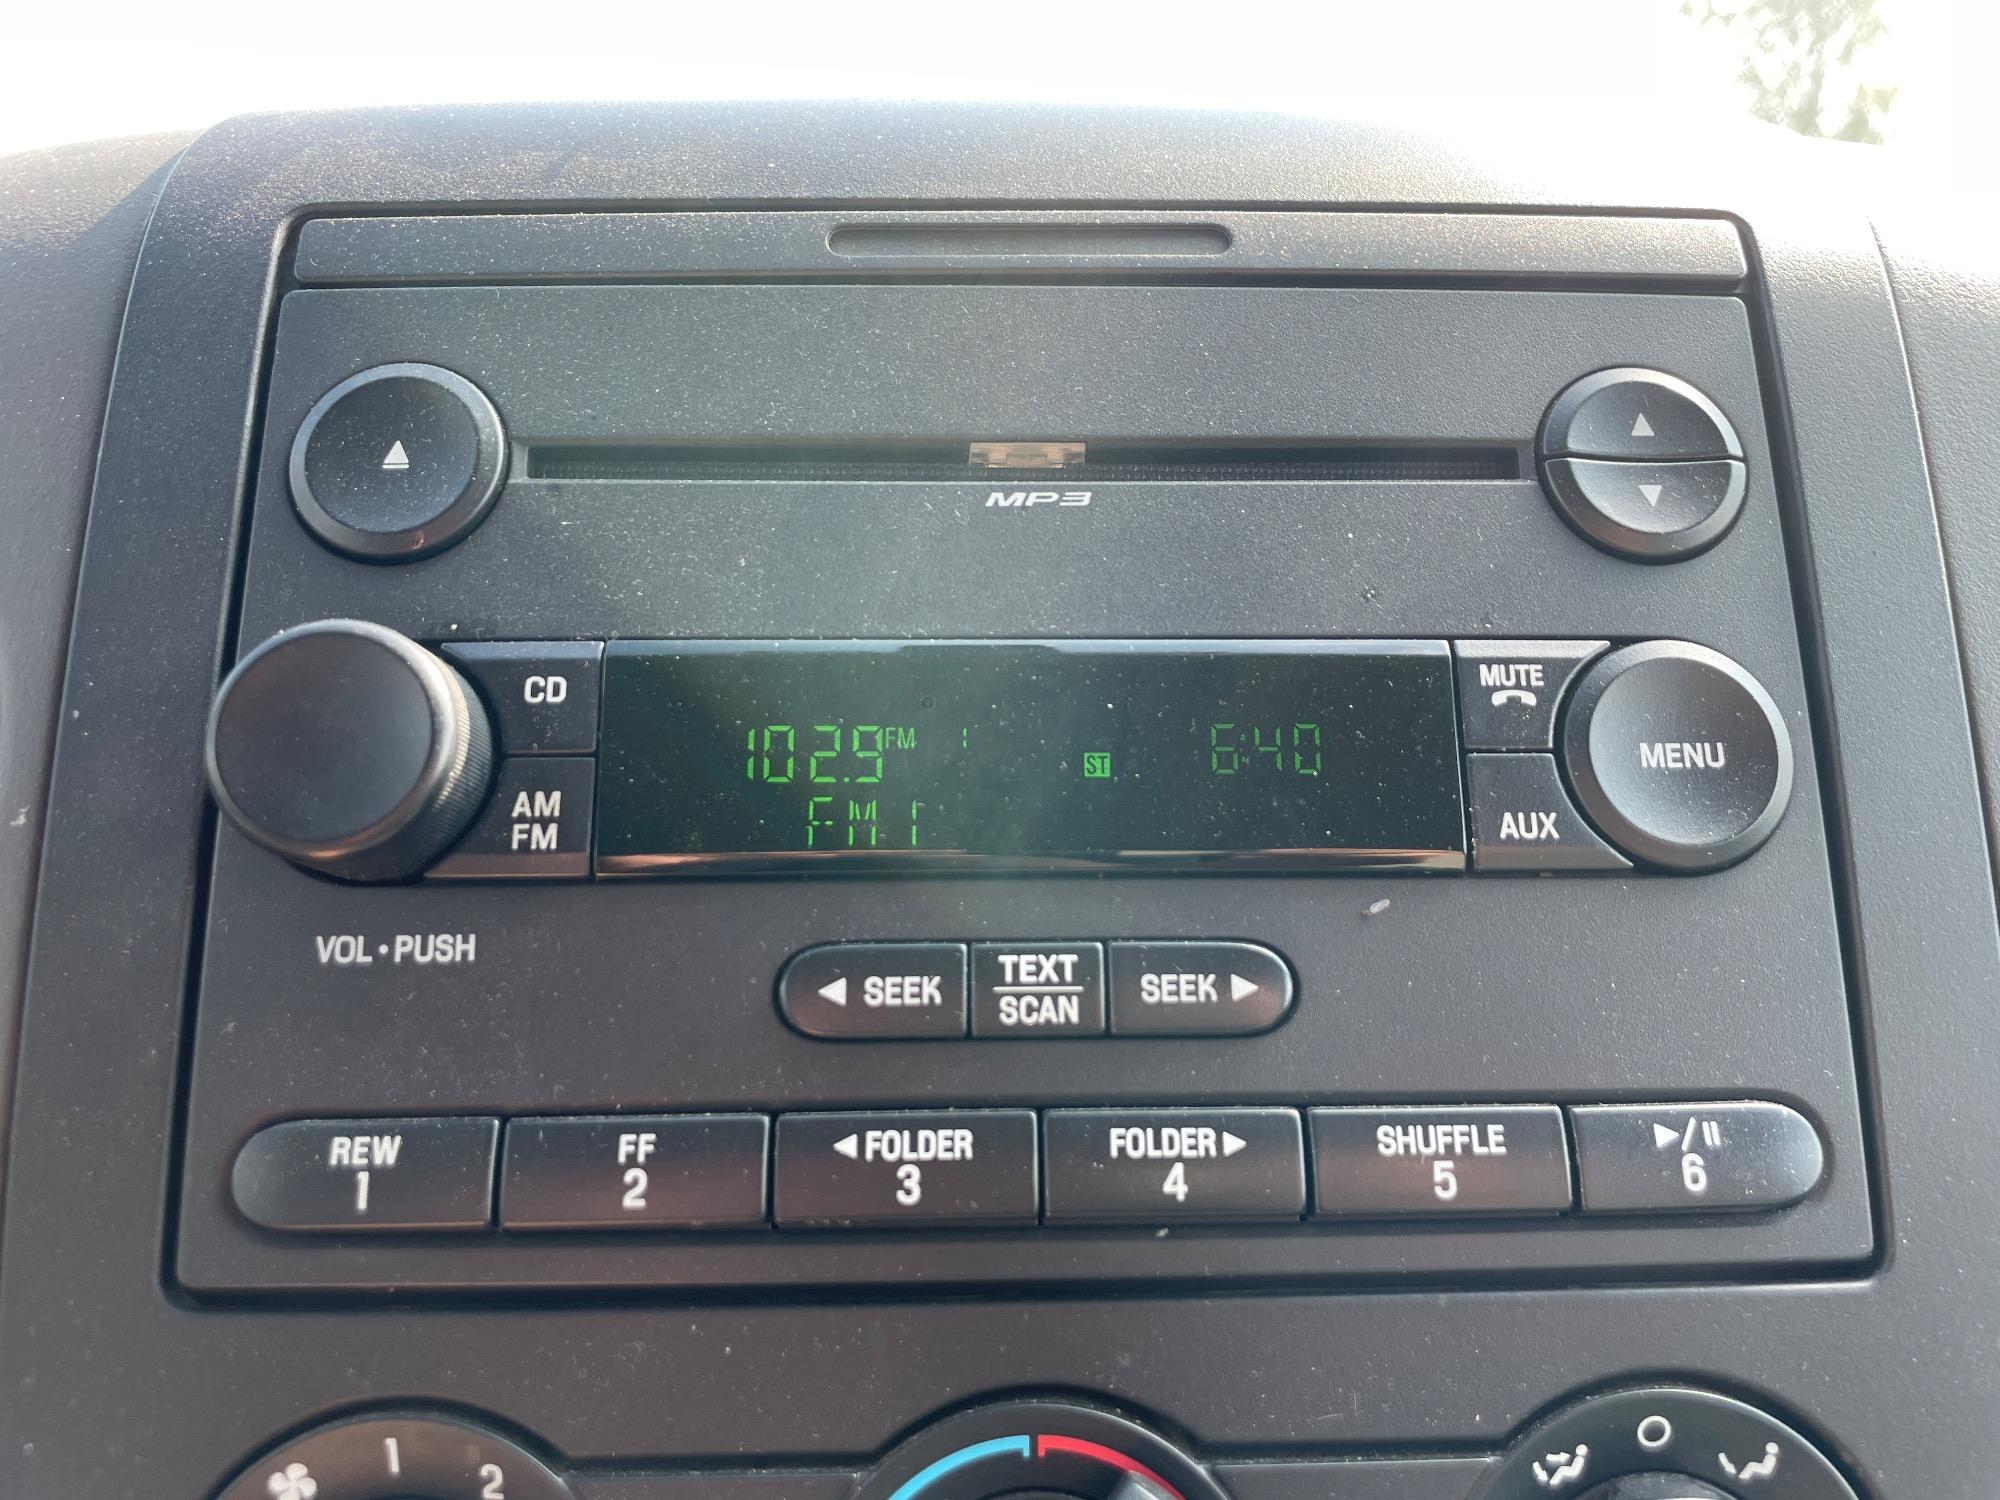 MP3
CD
AM
FM
102.9 FM 1
ST
6:40
FM1
MUTE
AUX
MENU
VOL • PUSH
◀ SEEK
TEXT
SCAN
SEEK ▶
REW
1
FF
2
◀ FOLDER
3
FOLDER ▶
4
SHUFFLE
5
▶/II
6
1
2